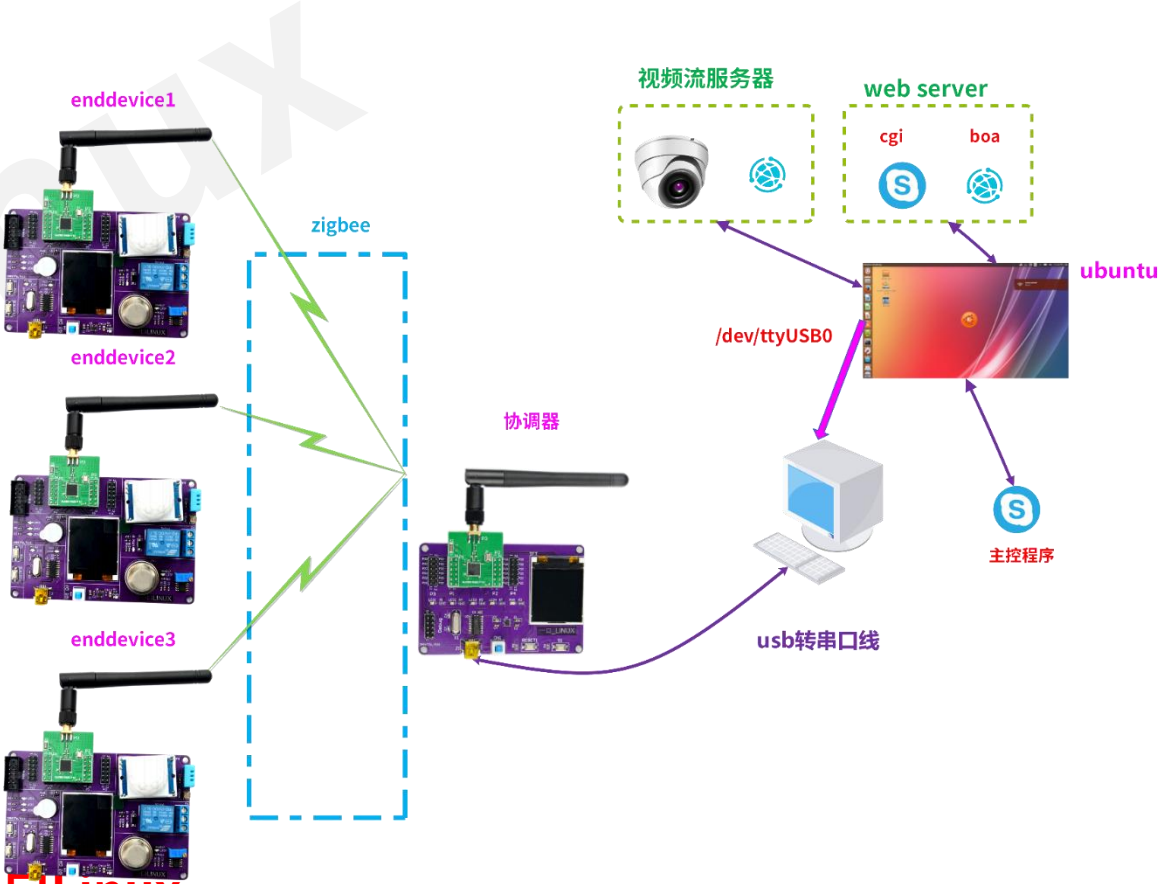 视频流服务器
web server
enddevice1
cgi
boa
zigbee
ubuntu
/dev/ttyUSB0
enddevice2
协调器
主控程序
usb转串口线
enddevice3